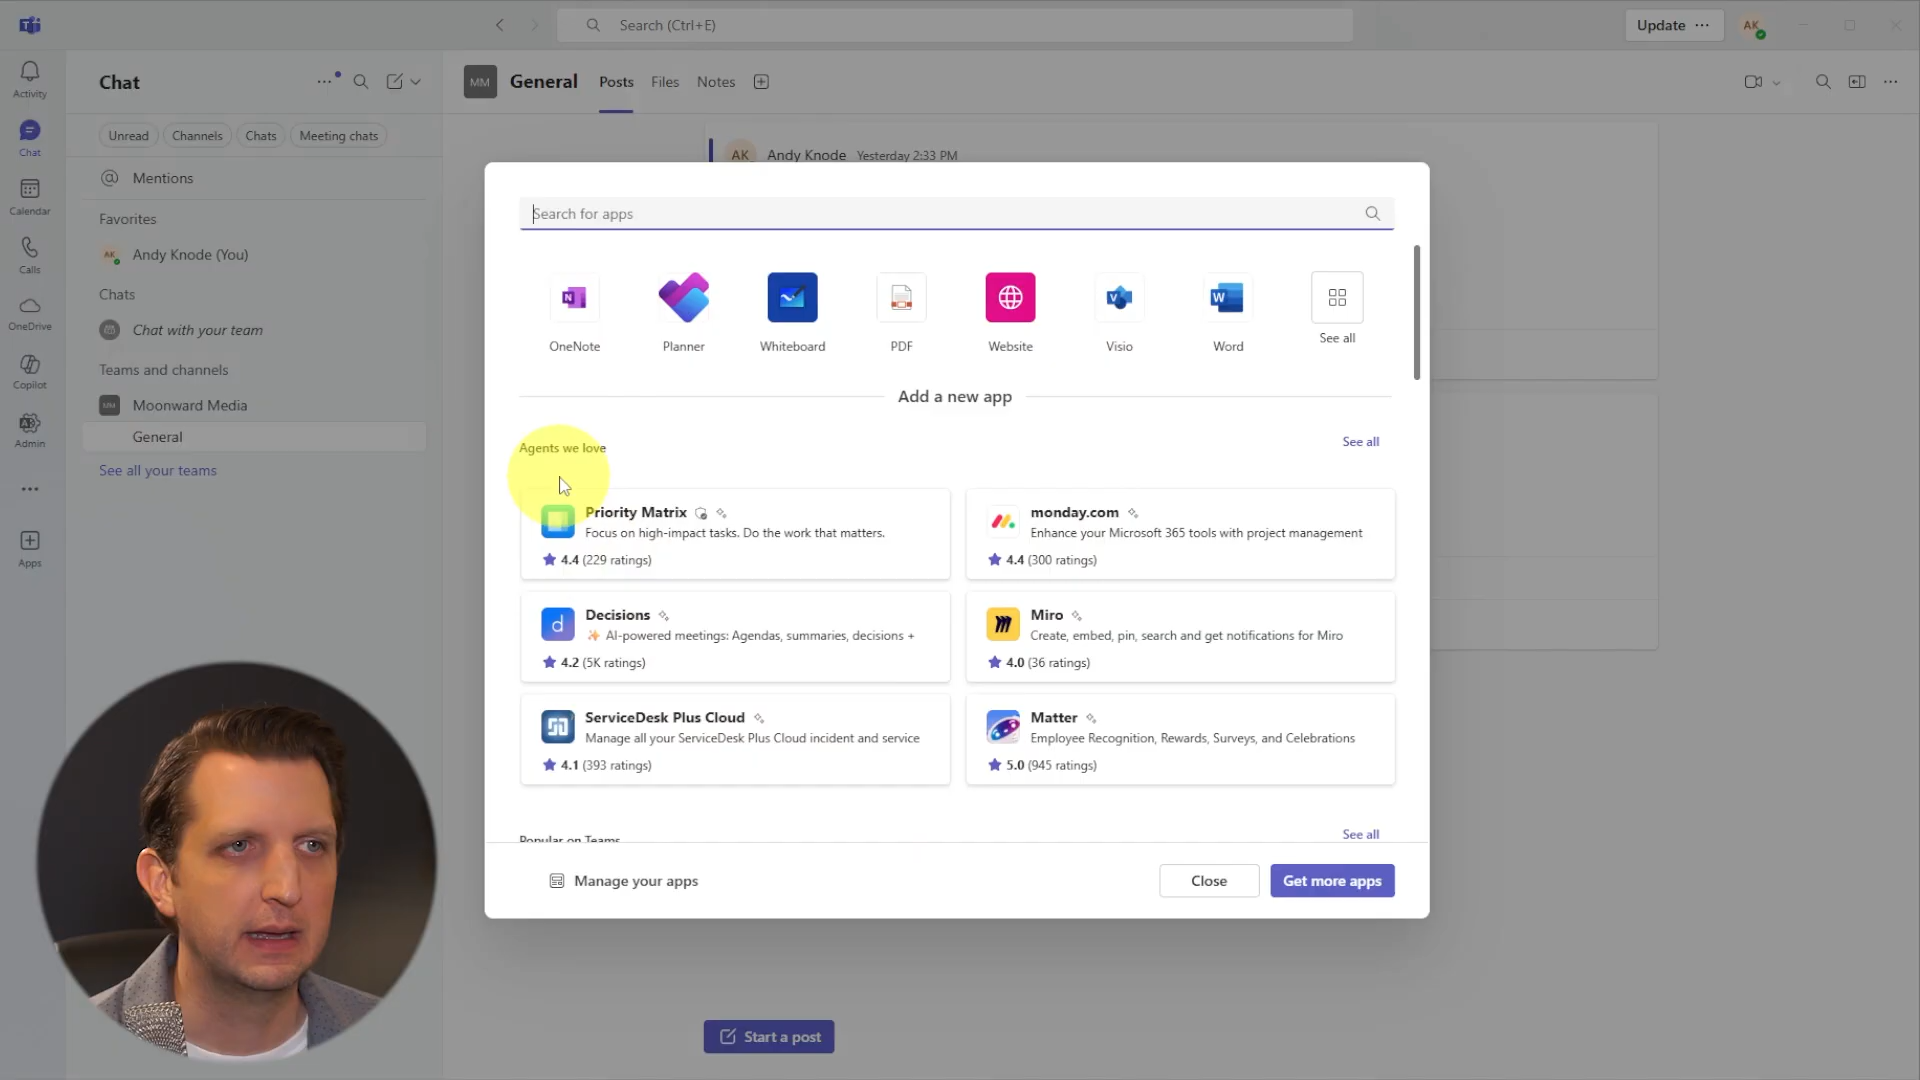 Search (Ctrl+E)
Update
AK
Activity
Chat
Calendar
Calls
OneDrive
Copilot
Admin
Apps
Chat
Unread
Channels
Chats
Meeting chats
Mentions
Favorites
AK Andy Knode (You)
Chats
Chat with your team
Teams and channels
MM Moonward Media
General
See all your teams
MM General
Posts
Files
Notes
AK Andy Knode Yesterday 2:33 PM
Search for apps
OneNote
Planner
Whiteboard
PDF
Website
Visio
Word
See all
Add a new app
Agents we love
See all
Priority Matrix
Focus on high-impact tasks. Do the work that matters.
4.4 (229 ratings)
monday.com
Enhance your Microsoft 365 tools with project management
4.4 (300 ratings)
Decisions
AI-powered meetings: Agendas, summaries, decisions +
4.2 (5K ratings)
Miro
Create, embed, pin, search and get notifications for Miro
4.0 (36 ratings)
ServiceDesk Plus Cloud
Manage all your ServiceDesk Plus Cloud incident and service
4.1 (393 ratings)
Matter
Employee Recognition, Rewards, Surveys, and Celebrations
5.0 (945 ratings)
Popular on Teams
See all
Manage your apps
Close
Get more apps
Start a post